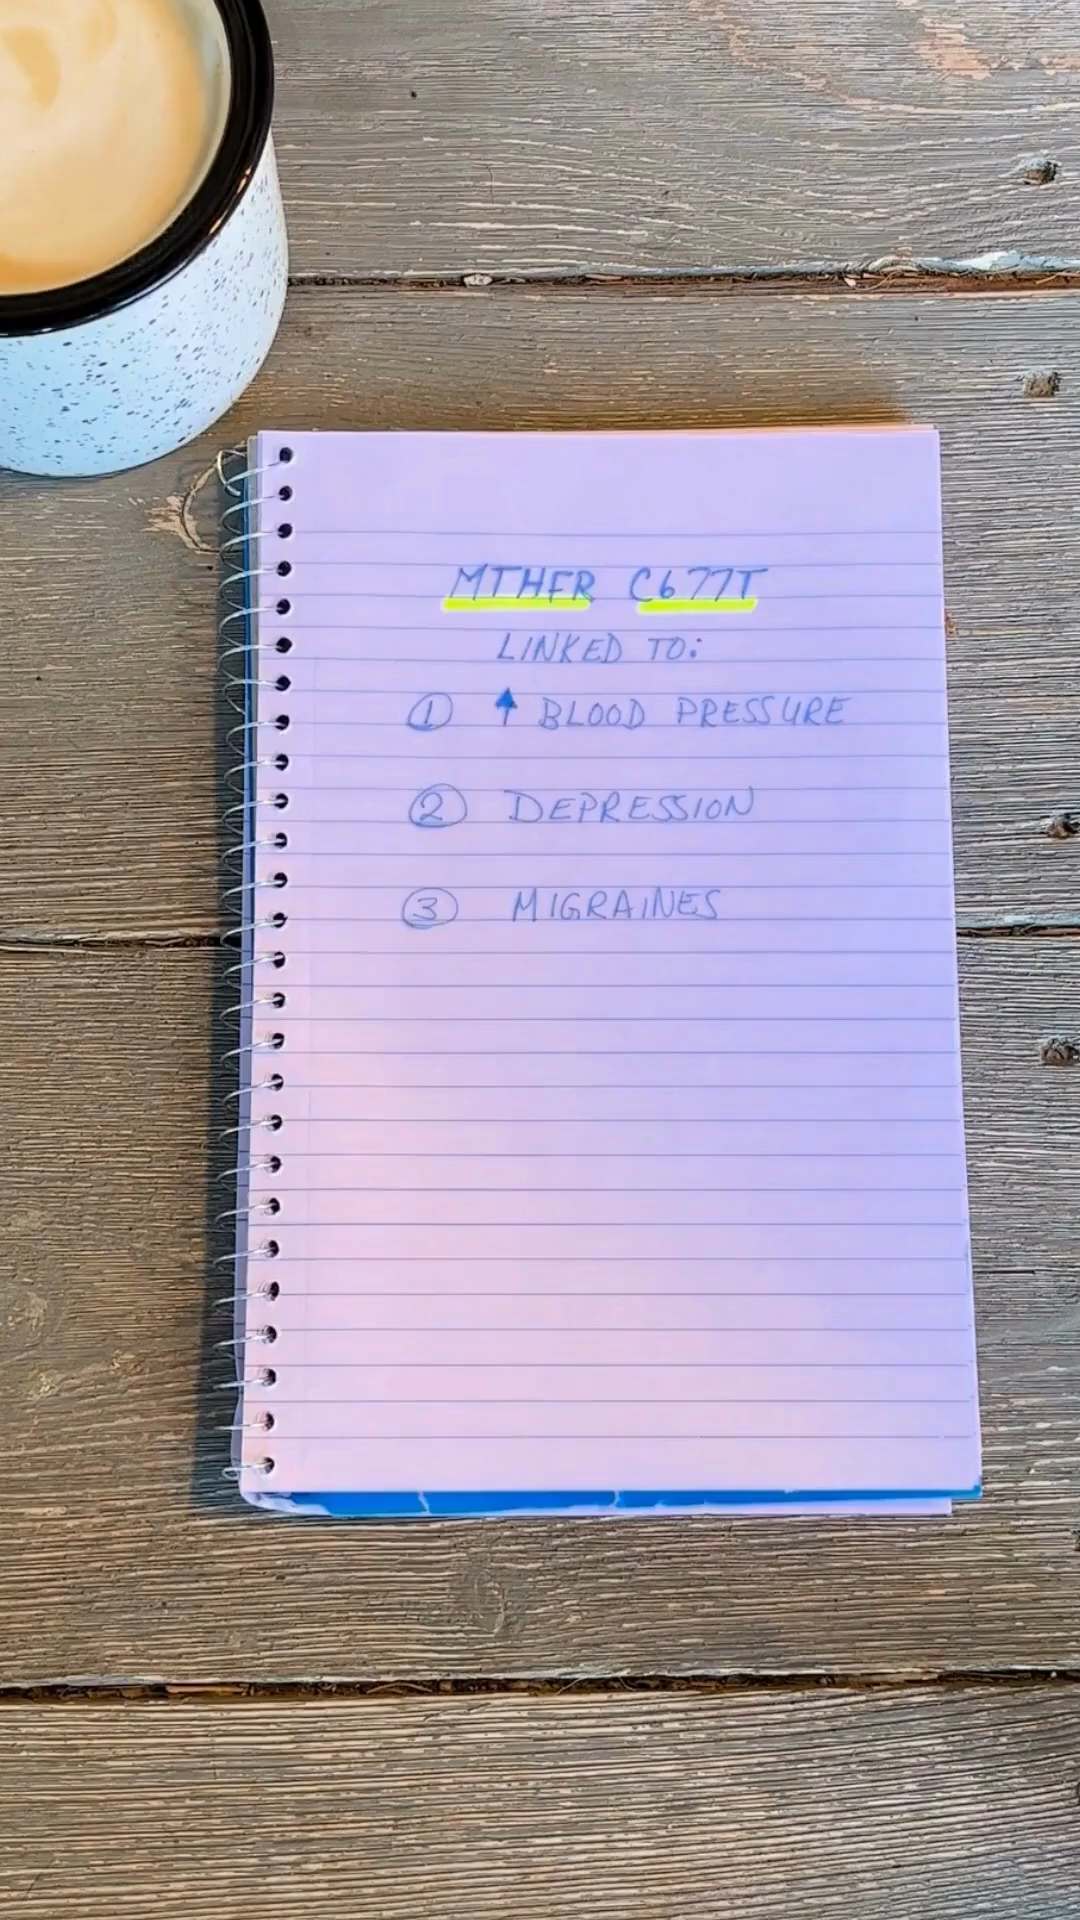 MTHFR C677T
LINKED TO:
① ↑ BLOOD PRESSURE
② DEPRESSION
③ MIGRAINES